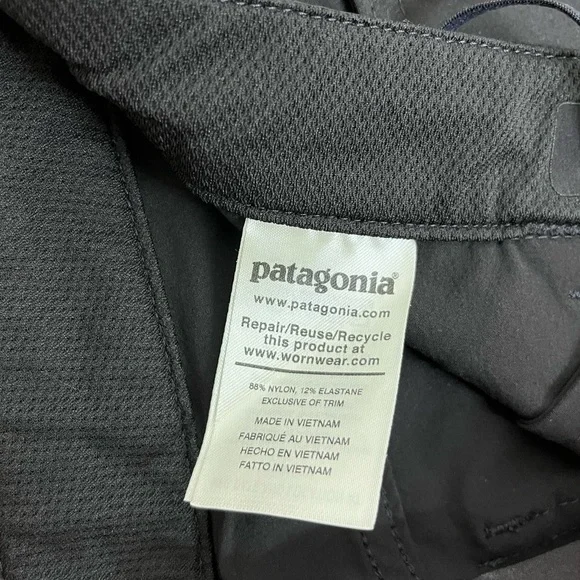 patagonia®
www.patagonia.com
Repair/Reuse/Recycle
this product at
www.wornwear.com
88% NYLON, 12% ELASTANE
EXCLUSIVE OF TRIM
MADE IN VIETNAM
FABRIQUÉ AU VIETNAM
HECHO EN VIETNAM
FATTO IN VIETNAM